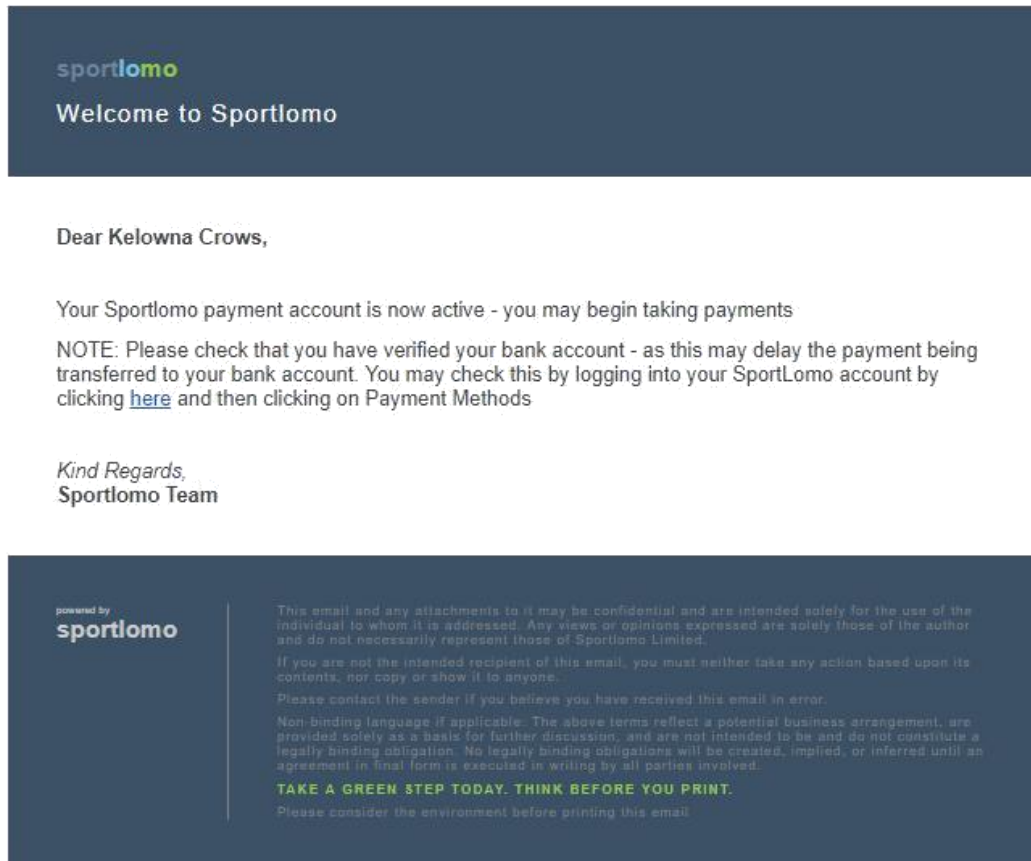 sportlomo
Welcome to Sportlomo
Dear Kelowna Crows,
Your Sportlomo payment account is now active - you may begin taking payments
NOTE: Please check that you have verified your bank account - as this may delay the payment being
transferred to your bank account. You may check this by logging into your SportLomo account by
clicking here and then clicking on Payment Methods
Kind Regards,
Sportlomo Team
powered by
sportlomo
This email and any attachments to it may be confidential and are intended solely for the use of the
individual to whom it is addressed. Any views or opinions expressed are solely those of the author
and do not necessarily represent those of Sportlomo Limited.
If you are not the intended recipient of this email, you must neither take any action based upon its
contents, nor copy or show it to anyone.
Please contact the sender if you believe you have received this email in error.
Non-binding language if applicable: The above terms reflect a potential business arrangement, are
provided solely as a basis for further discussion, and are not intended to be and do not constitute a
legally binding obligation. No legally binding obligations will be created, implied, or inferred until an
agreement in final form is executed in writing by all parties involved.
TAKE A GREEN STEP TODAY. THINK BEFORE YOU PRINT.
Please consider the environment before printing this email